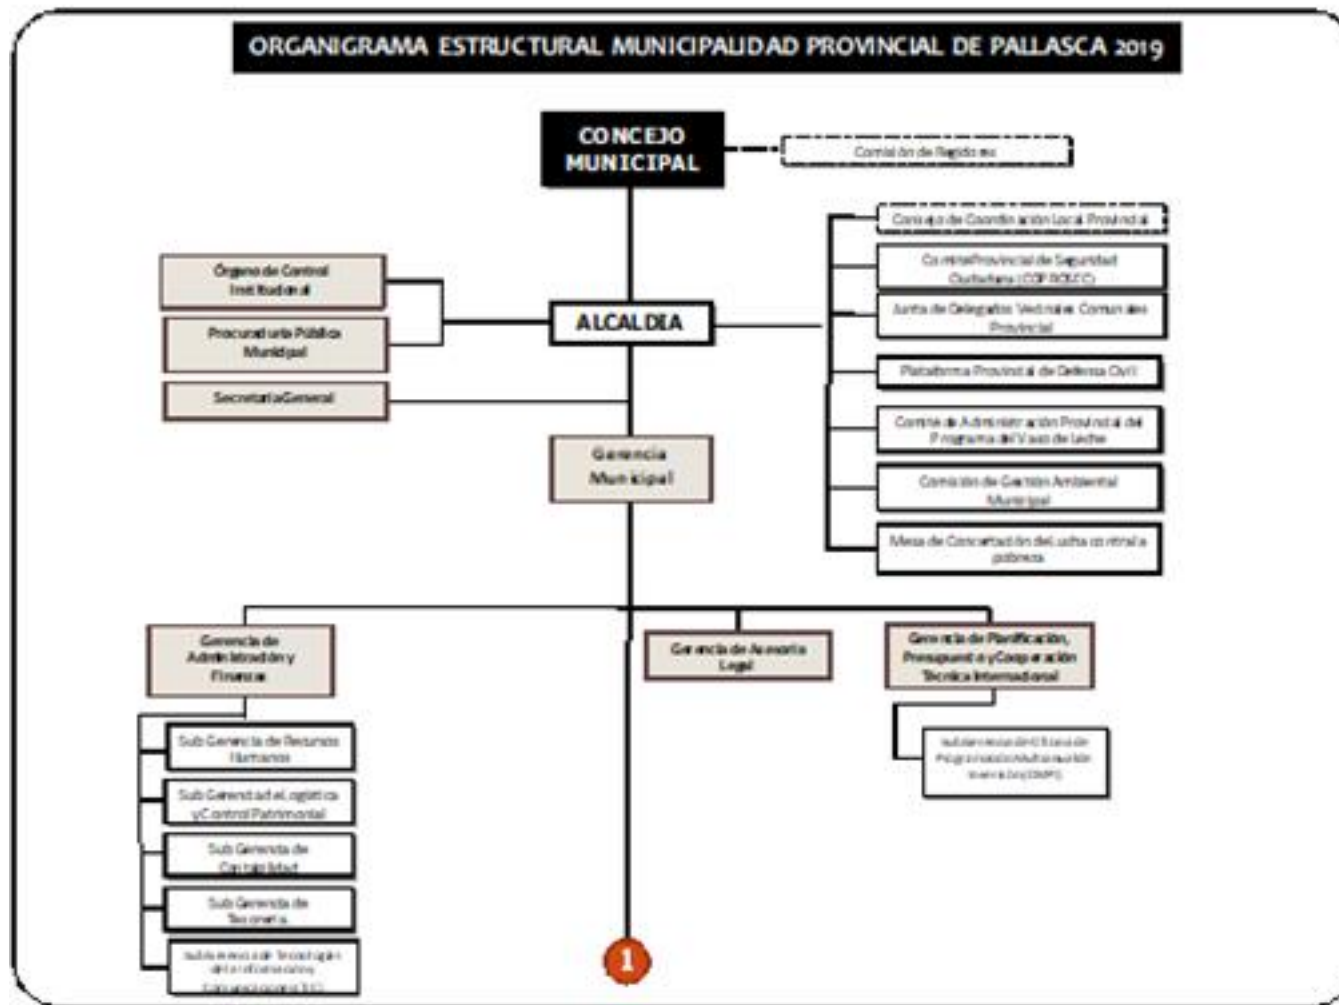 ORGANIGRAMA ESTRUCTURAL MUNICIPALIDAD PROVINCIAL DE PALLASCA 2019
CONCEJO
MUNICIPAL
Comisión de Regidores
Concejo de Coordinación Local Provincial
Comité Provincial de Seguridad
Ciudadana (COPROSEC)
Junta de Delegados Vecinales Comunales
Provincial
Plataforma Provincial de Defensa Civil
Comité de Administración Provincial del
Programa del Vaso de Leche
Comisión de Gestión Ambiental
Municipal
Mesa de Concertación de Lucha contra la
pobreza
Órgano de Control
Institucional
Procuraduría Pública
Municipal
Secretaría General
ALCALDIA
Gerencia
Municipal
Gerencia de
Administración y
Finanzas
Gerencia de Asesoría
Legal
Gerencia de Planificación,
Presupuesto y Cooperación
Técnica Internacional
Sub Gerencia de Recursos
Humanos
Sub Gerencia de Logística
y Control Patrimonial
Sub Gerencia de
Contabilidad
Sub Gerencia de
Tesorería
1